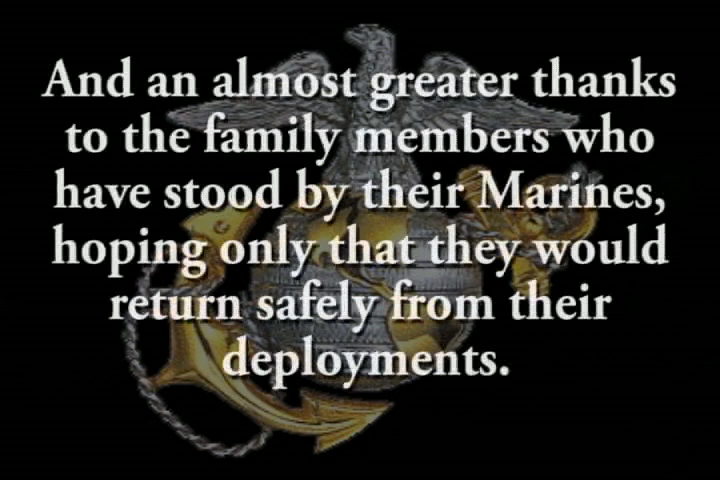 And an almost greater thanks
to the family members who
have stood by their Marines,
hoping only that they would
return safely from their
deployments.